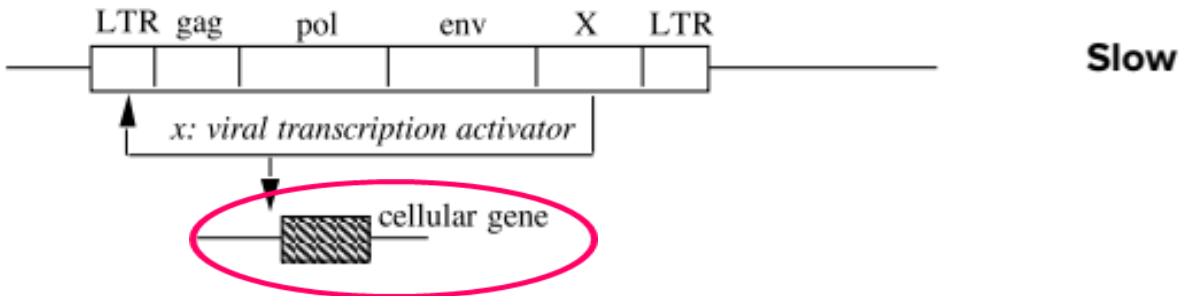 LTR gag pol env X LTR
Slow
x: viral transcription activator
cellular gene